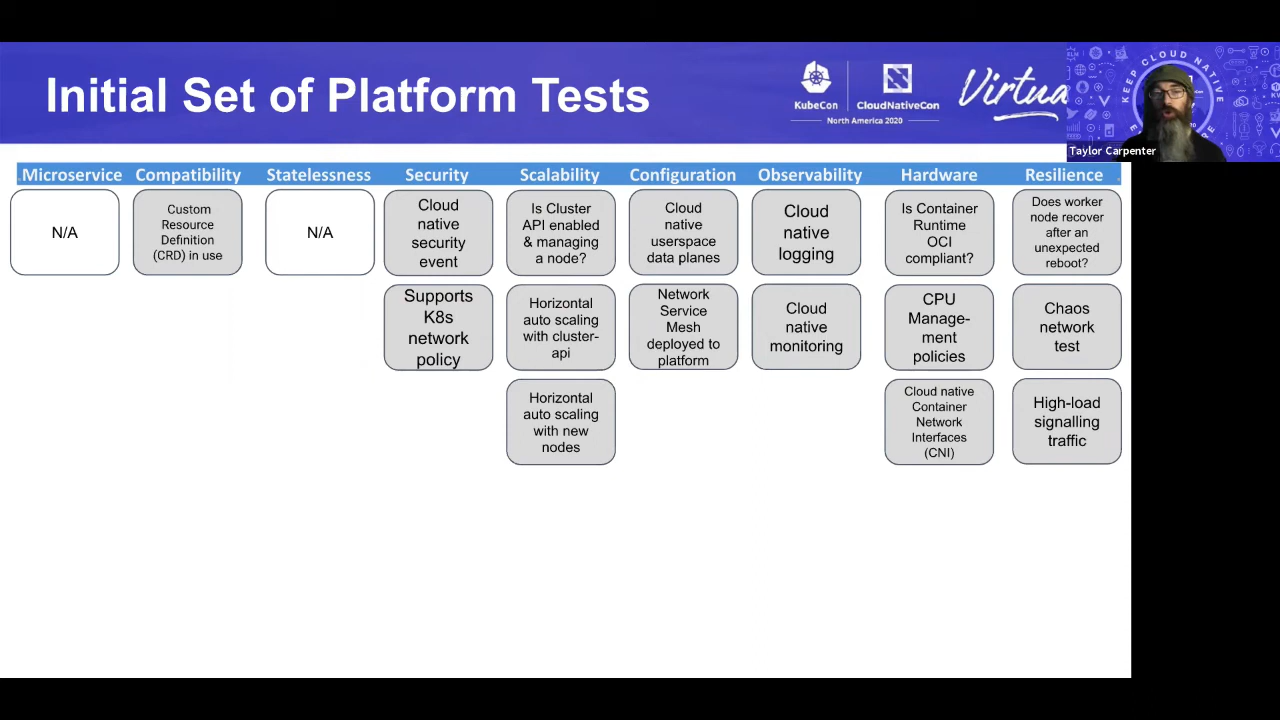 Initial Set of Platform Tests
KubeCon
CloudNativeCon
North America 2020
Virtua
KEEP CLOUD NATIVE
Taylor Carpenter
Microservice
Compatibility
Statelessness
Security
Scalability
Configuration
Observability
Hardware
Resilience
N/A
Custom
Resource
Definition
(CRD) in use
N/A
Cloud
native
security
event
Is Cluster
API enabled
& managing
a node?
Cloud
native
userspace
data planes
Cloud
native
logging
Is Container
Runtime
OCI
compliant?
Does worker
node recover
after an
unexpected
reboot?
Supports
K8s
network
policy
Horizontal
auto scaling
with cluster-
api
Network
Service
Mesh
deployed to
platform
Cloud
native
monitoring
CPU
Manage-
ment
policies
Chaos
network
test
Horizontal
auto scaling
with new
nodes
Cloud native
Container
Network
Interfaces
(CNI)
High-load
signalling
traffic